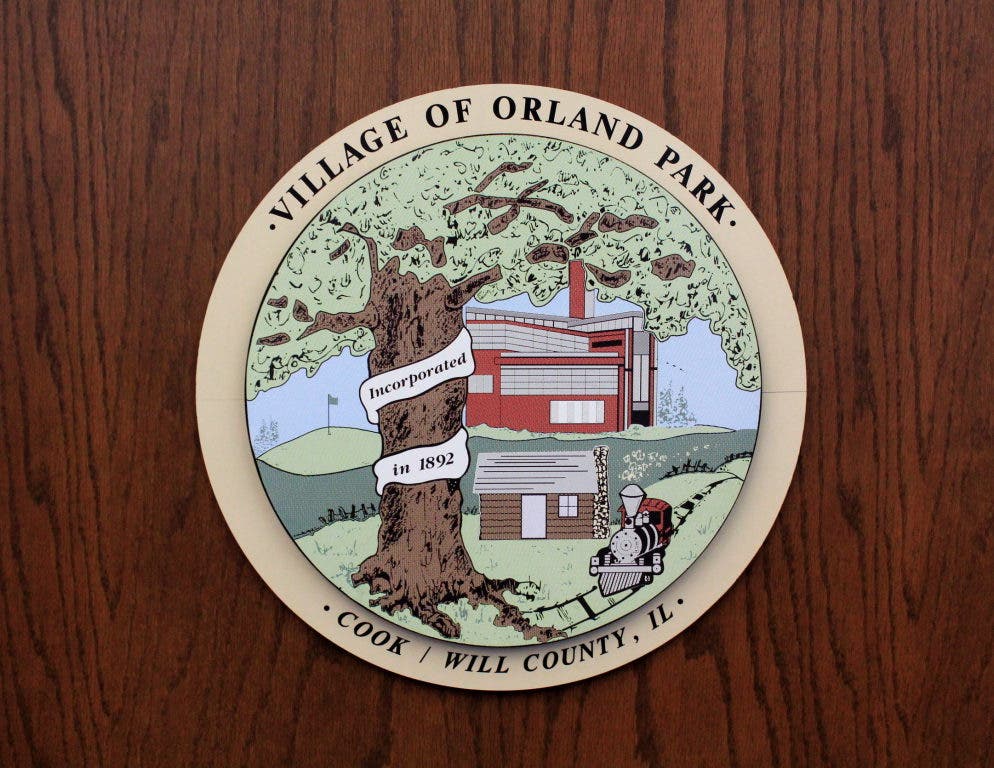 ·VILLAGE OF ORLAND PARK·
Incorporated
in 1892
·COOK / WILL COUNTY, IL·